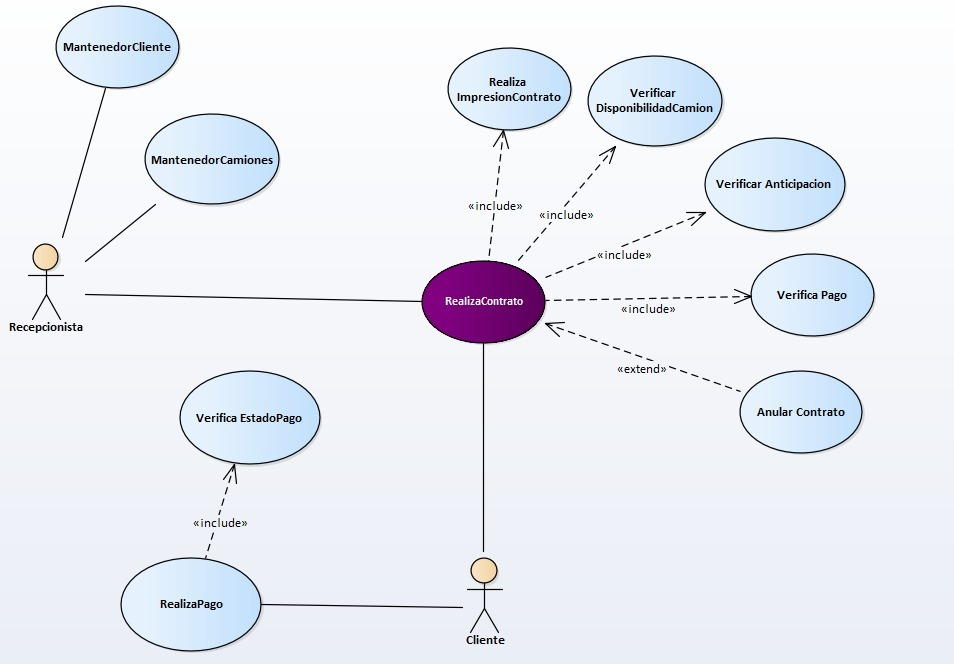 MantenedorCliente
Realiza
ImpresionContrato
Verificar
DisponibilidadCamion
MantenedorCamiones
Verificar Anticipacion
«include»
«include»
«include»
Recepcionista
RealizaContrato
Verifica Pago
«include»
«extend»
Anular Contrato
Verifica EstadoPago
«include»
RealizaPago
Cliente